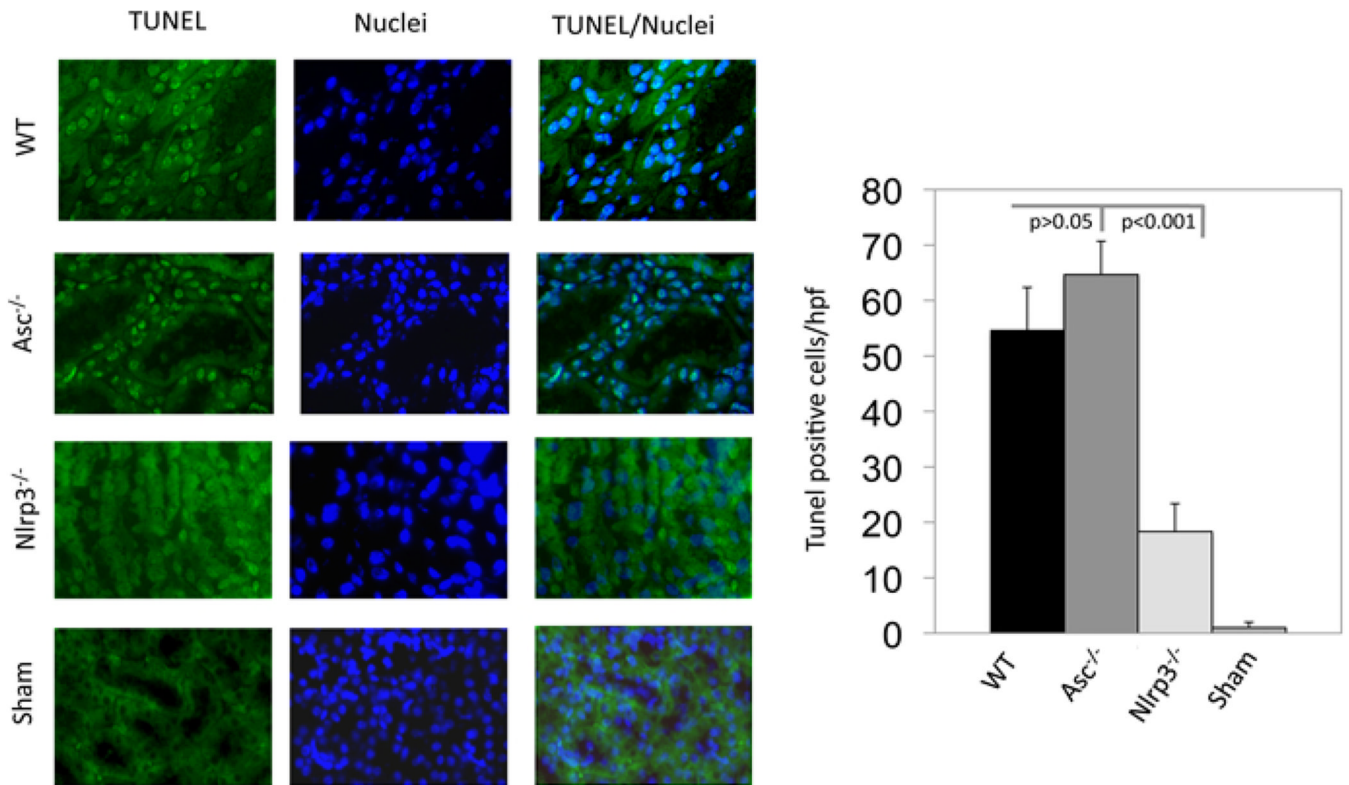 TUNEL Nuclei TUNEL/Nuclei
WT
Asc-/-
Nlrp3-/-
Sham
Tunel positive cells/hpf
80
70
60
50
40
30
20
10
0
p>0.05 p<0.001
WT Asc-/- Nlrp3-/- Sham